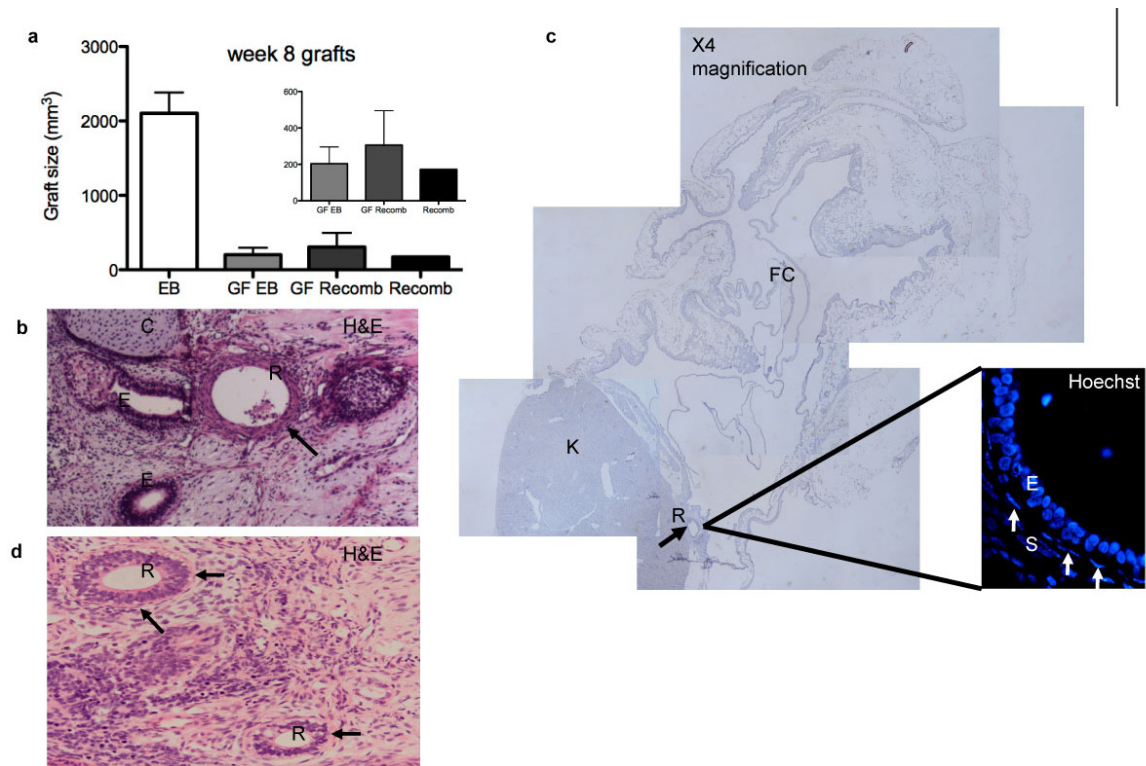 a
week 8 grafts
Graft size (mm³)
3000
2000
1000
0
600
400
200
0
GF EB GF Recomb Recomb
EB GF EB GF Recomb Recomb
b
C
H&E
R
E
E
c
X4
magnification
FC
K
R
Hoechst
E
S
d
H&E
R
R